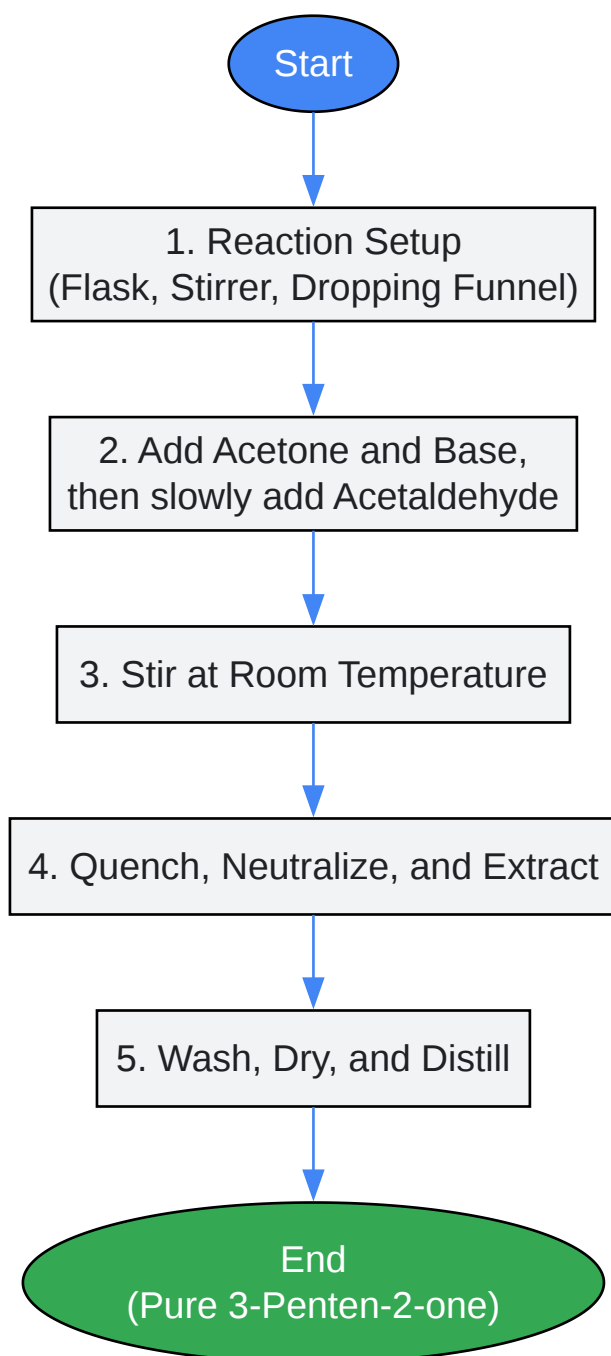 Start
1. Reaction Setup
(Flask, Stirrer, Dropping Funnel)
2. Add Acetone and Base,
then slowly add Acetaldehyde
3. Stir at Room Temperature
4. Quench, Neutralize, and Extract
5. Wash, Dry, and Distill
End
(Pure 3-Penten-2-one)